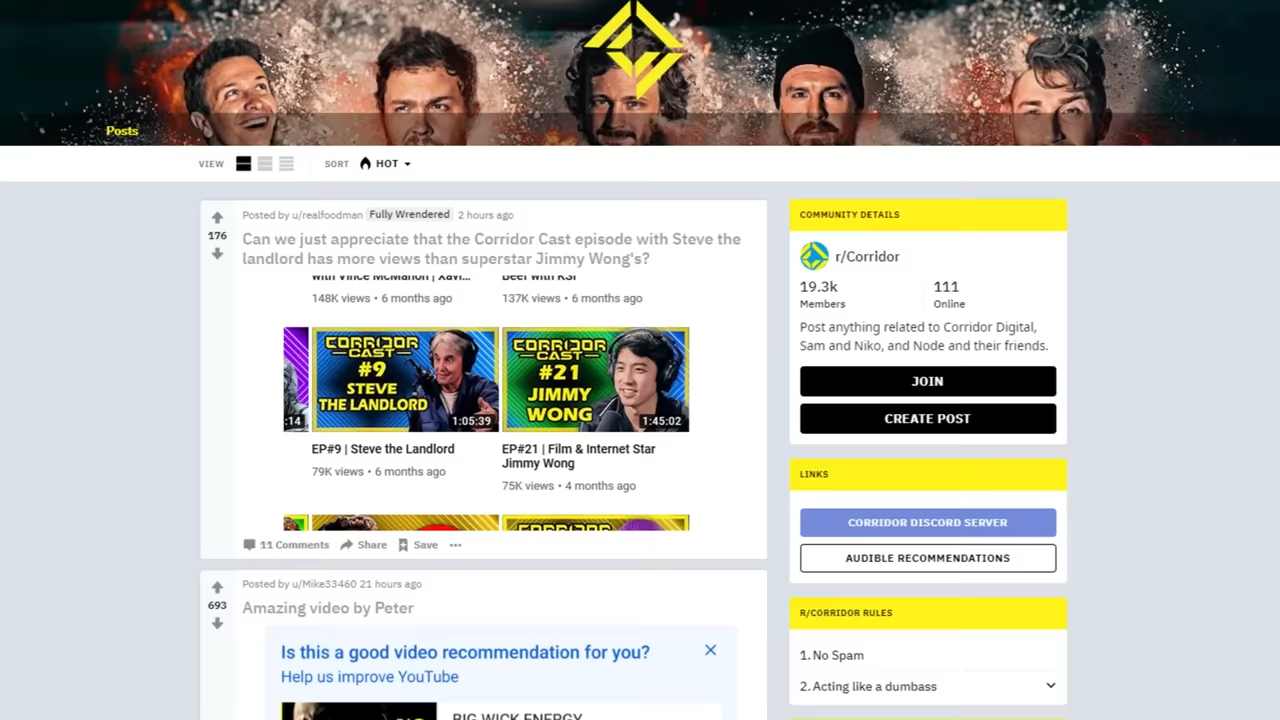 Posts
VIEW
SORT
HOT
Posted by u/realfoodman Fully Wrendered 2 hours ago
176
Can we just appreciate that the Corridor Cast episode with Steve the
landlord has more views than superstar Jimmy Wong's?
with Vince McMahon | Xavi...
Beer with KSI
148K views • 6 months ago
137K views • 6 months ago
CORRIDOR
CAST
#9
STEVE
THE LANDLORD
:14
1:05:39
CORRIDOR
CAST
#21
JIMMY
WONG
1:45:02
EP#9 | Steve the Landlord
79K views • 6 months ago
EP#21 | Film & Internet Star
Jimmy Wong
75K views • 4 months ago
11 Comments
Share
Save
Posted by u/Mike33460 21 hours ago
693
Amazing video by Peter
Is this a good video recommendation for you?
Help us improve YouTube
BIG WICK ENERGY
COMMUNITY DETAILS
r/Corridor
19.3k
111
Members
Online
Post anything related to Corridor Digital,
Sam and Niko, and Node and their friends.
JOIN
CREATE POST
LINKS
CORRIDOR DISCORD SERVER
AUDIBLE RECOMMENDATIONS
R/CORRIDOR RULES
1. No Spam
2. Acting like a dumbass